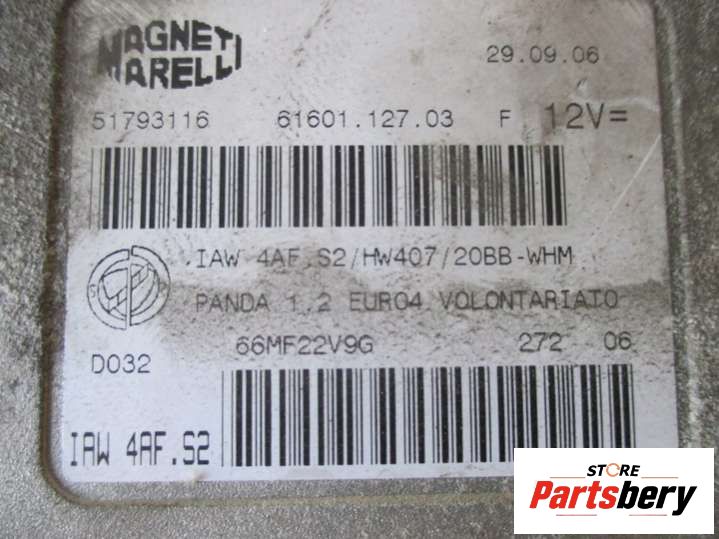 MAGNETI
MARELLI
29.09.06
51793116 61601.127.03 F 12V=
IAW 4AF.S2/HW407/20BB-WHM
PANDA 1.2 EURO4 VOLONTARIATO
66MF22V9G 272 06
D032
IAW 4AF.S2
STORE
Partsbery